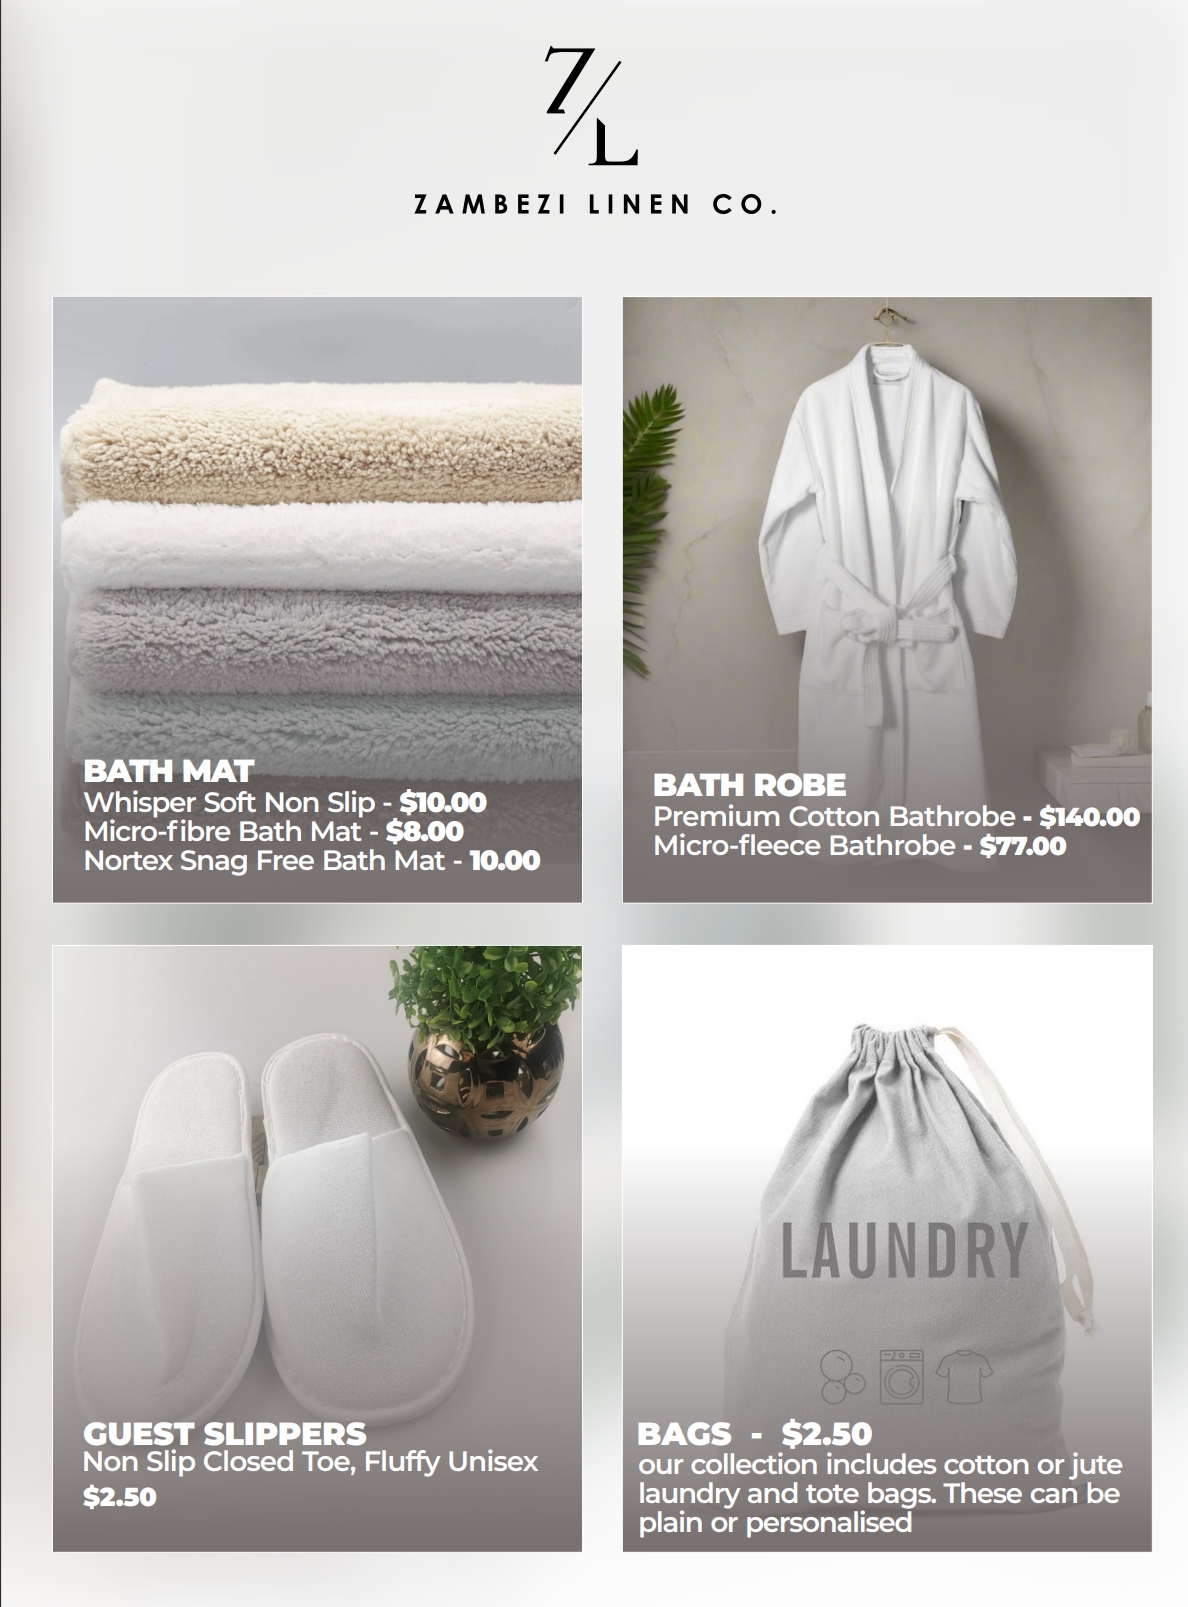 Z/L
ZAMBEZI LINEN CO.
BATH MAT
Whisper Soft Non Slip - $10.00
Micro-fibre Bath Mat - $8.00
Nortex Snag Free Bath Mat - 10.00
BATH ROBE
Premium Cotton Bathrobe - $140.00
Micro-fleece Bathrobe - $77.00
GUEST SLIPPERS
Non Slip Closed Toe, Fluffy Unisex
$2.50
LAUNDRY
BAGS - $2.50
our collection includes cotton or jute
laundry and tote bags. These can be
plain or personalised